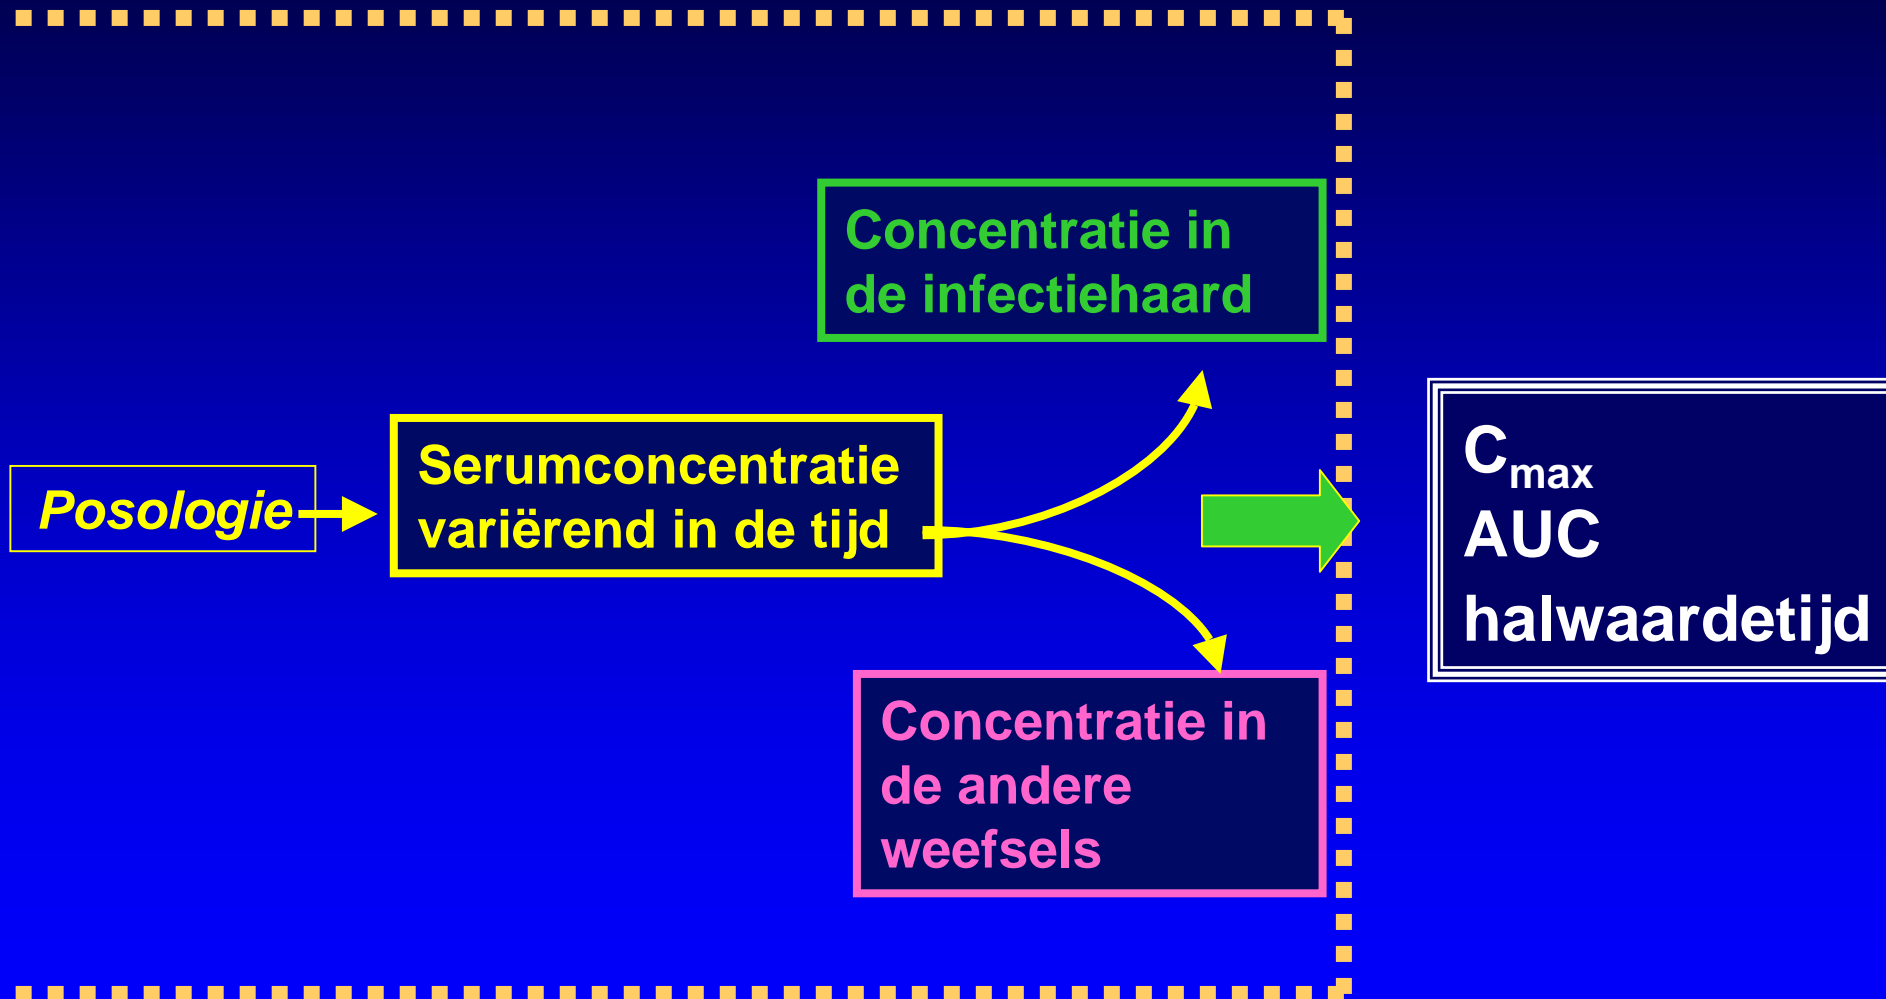 Posologie
Serumconcentratie
variërend in de tijd
Concentratie in
de infectiehaard
Concentratie in
de andere
weefsels
Cmax
AUC
halwaardetijd